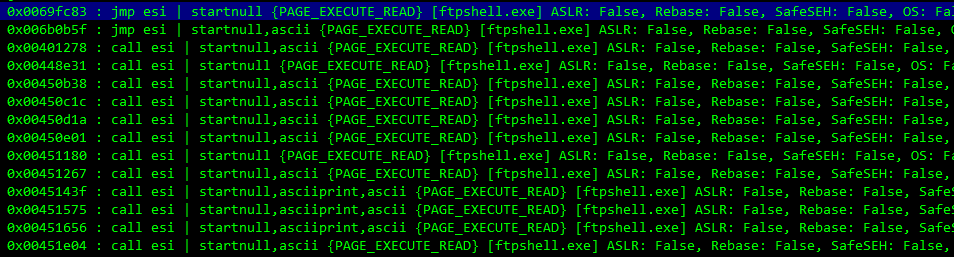 0x0069fc83 : jmp esi | startnull {PAGE_EXECUTE_READ} [ftpshell.exe] ASLR: False, Rebase: False, SafeSEH: False, OS: F
0x006b0b5f : jmp esi | startnull,ascii {PAGE_EXECUTE_READ} [ftpshell.exe] ASLR: False, Rebase: False, SafeSEH: False,
0x00401278 : call esi | startnull,ascii {PAGE_EXECUTE_READ} [ftpshell.exe] ASLR: False, Rebase: False, SafeSEH: False,
0x00448e31 : call esi | startnull {PAGE_EXECUTE_READ} [ftpshell.exe] ASLR: False, Rebase: False, SafeSEH: False, OS:
0x00450b38 : call esi | startnull,ascii {PAGE_EXECUTE_READ} [ftpshell.exe] ASLR: False, Rebase: False, SafeSEH: False,
0x00450c1c : call esi | startnull,ascii {PAGE_EXECUTE_READ} [ftpshell.exe] ASLR: False, Rebase: False, SafeSEH: False,
0x00450d1a : call esi | startnull,ascii {PAGE_EXECUTE_READ} [ftpshell.exe] ASLR: False, Rebase: False, SafeSEH: False,
0x00450e01 : call esi | startnull,ascii {PAGE_EXECUTE_READ} [ftpshell.exe] ASLR: False, Rebase: False, SafeSEH: False,
0x00451180 : call esi | startnull {PAGE_EXECUTE_READ} [ftpshell.exe] ASLR: False, Rebase: False, SafeSEH: False, OS:
0x00451267 : call esi | startnull,ascii {PAGE_EXECUTE_READ} [ftpshell.exe] ASLR: False, Rebase: False, SafeSEH: False,
0x0045143f : call esi | startnull,asciiprint,ascii {PAGE_EXECUTE_READ} [ftpshell.exe] ASLR: False, Rebase: False, SafeS
0x00451575 : call esi | startnull,asciiprint,ascii {PAGE_EXECUTE_READ} [ftpshell.exe] ASLR: False, Rebase: False, SafeS
0x00451656 : call esi | startnull,asciiprint,ascii {PAGE_EXECUTE_READ} [ftpshell.exe] ASLR: False, Rebase: False, SafeS
0x00451e04 : call esi | startnull,ascii {PAGE_EXECUTE_READ} [ftpshell.exe] ASLR: False, Rebase: False, SafeSEH: False,